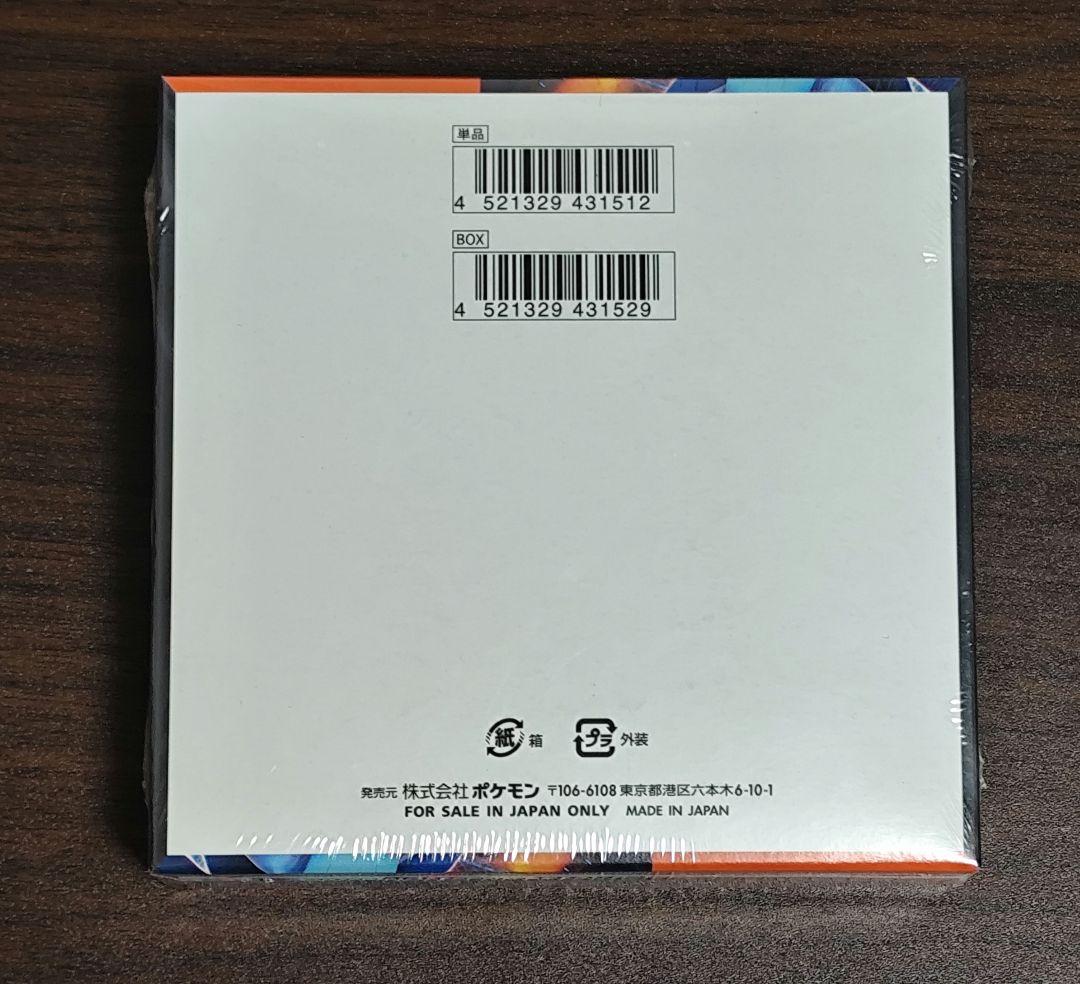 単品
4 521329 431512
BOX
4 521329 431529
紙 箱 プラ 外装
発売元 株式会社 ポケモン 〒106-6108 東京都港区六本木6-10-1
FOR SALE IN JAPAN ONLY MADE IN JAPAN